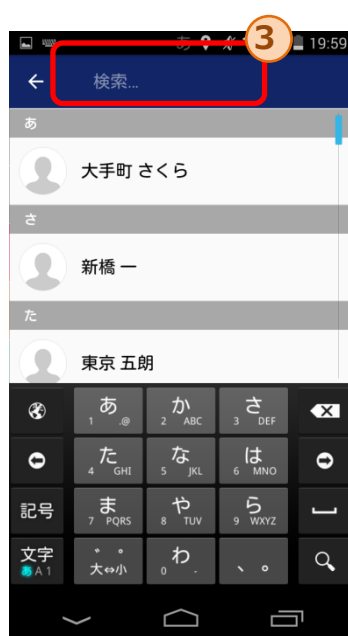 あ 19:59
③
検索...
あ
大手町 さくら
さ
新橋 一
た
東京 五朗
あ か さ
1 .@ 2 ABC 3 DEF
た な は
4 GHI 5 JKL 6 MNO
記号 ま や ら
7 PQRS 8 TUV 9 WXYZ
文字 ゛゜ わ 、。
あA1 大⇔小 0 -